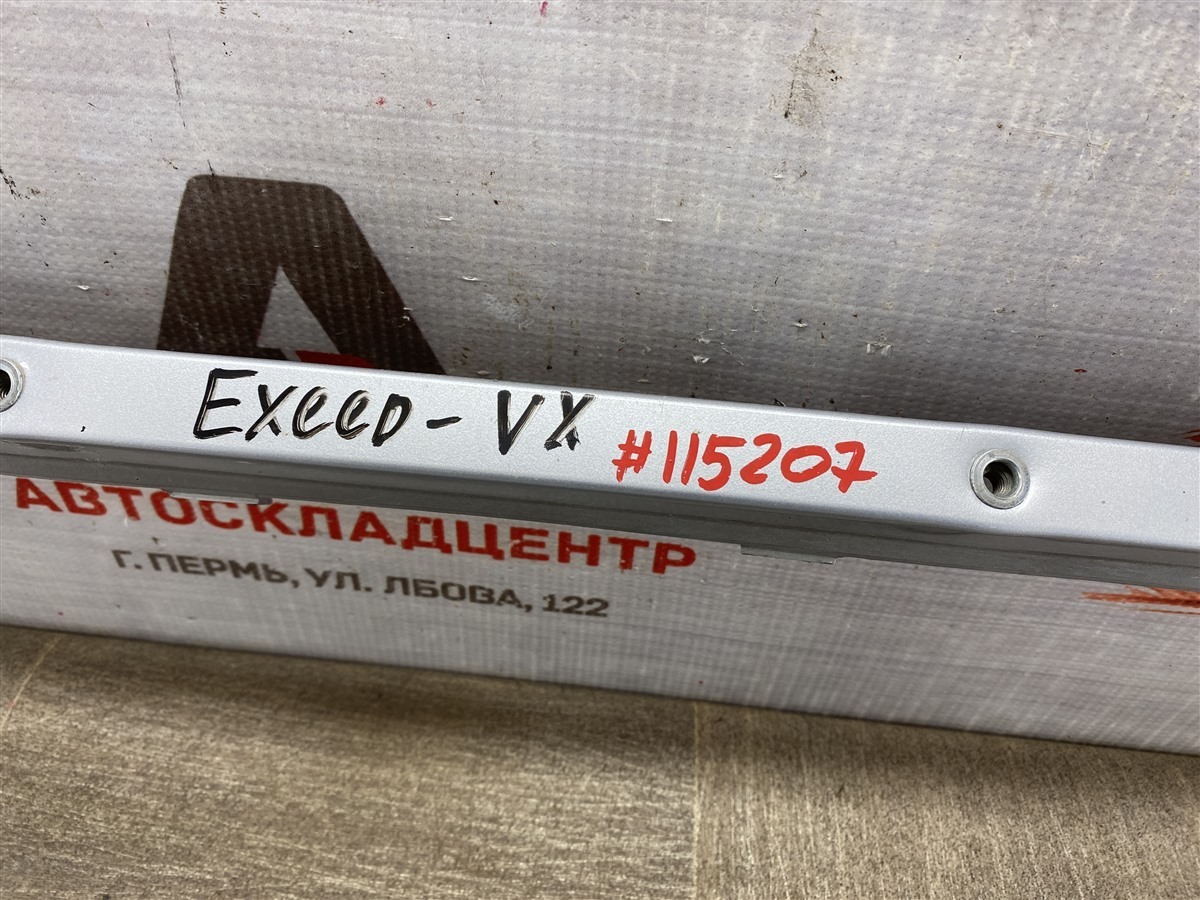 Exeed - VX #115207
АВТОСКЛАДЦЕНТР
Г. ПЕРМЬ, УЛ. ЛБОВА, 122